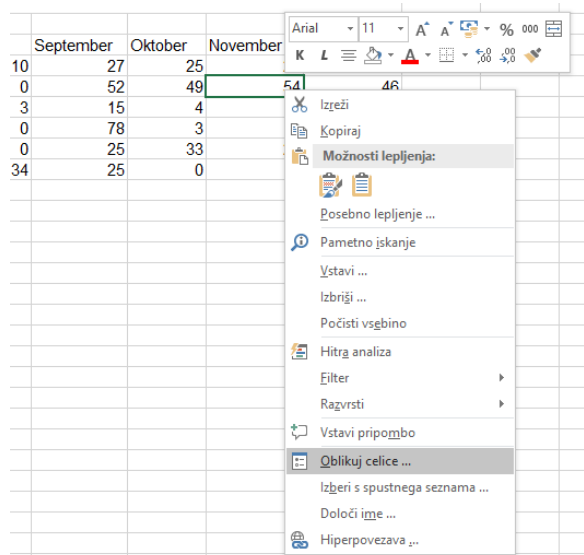 Arial 11 A A % 000
K L A ,00 ,00
September Oktober November
10 27 25
0 52 49 54 46
3 15 4
0 78 3
0 25 33
34 25 0
Izreži
Kopiraj
Možnosti lepljenja:
Posebno lepljenje ...
Pametno iskanje
Vstavi ...
Izbriši ...
Počisti vsebino
Hitra analiza
Filter
Razvrsti
Vstavi pripombo
Oblikuj celice ...
Izberi s spustnega seznama ...
Določi ime ...
Hiperpovezava ...